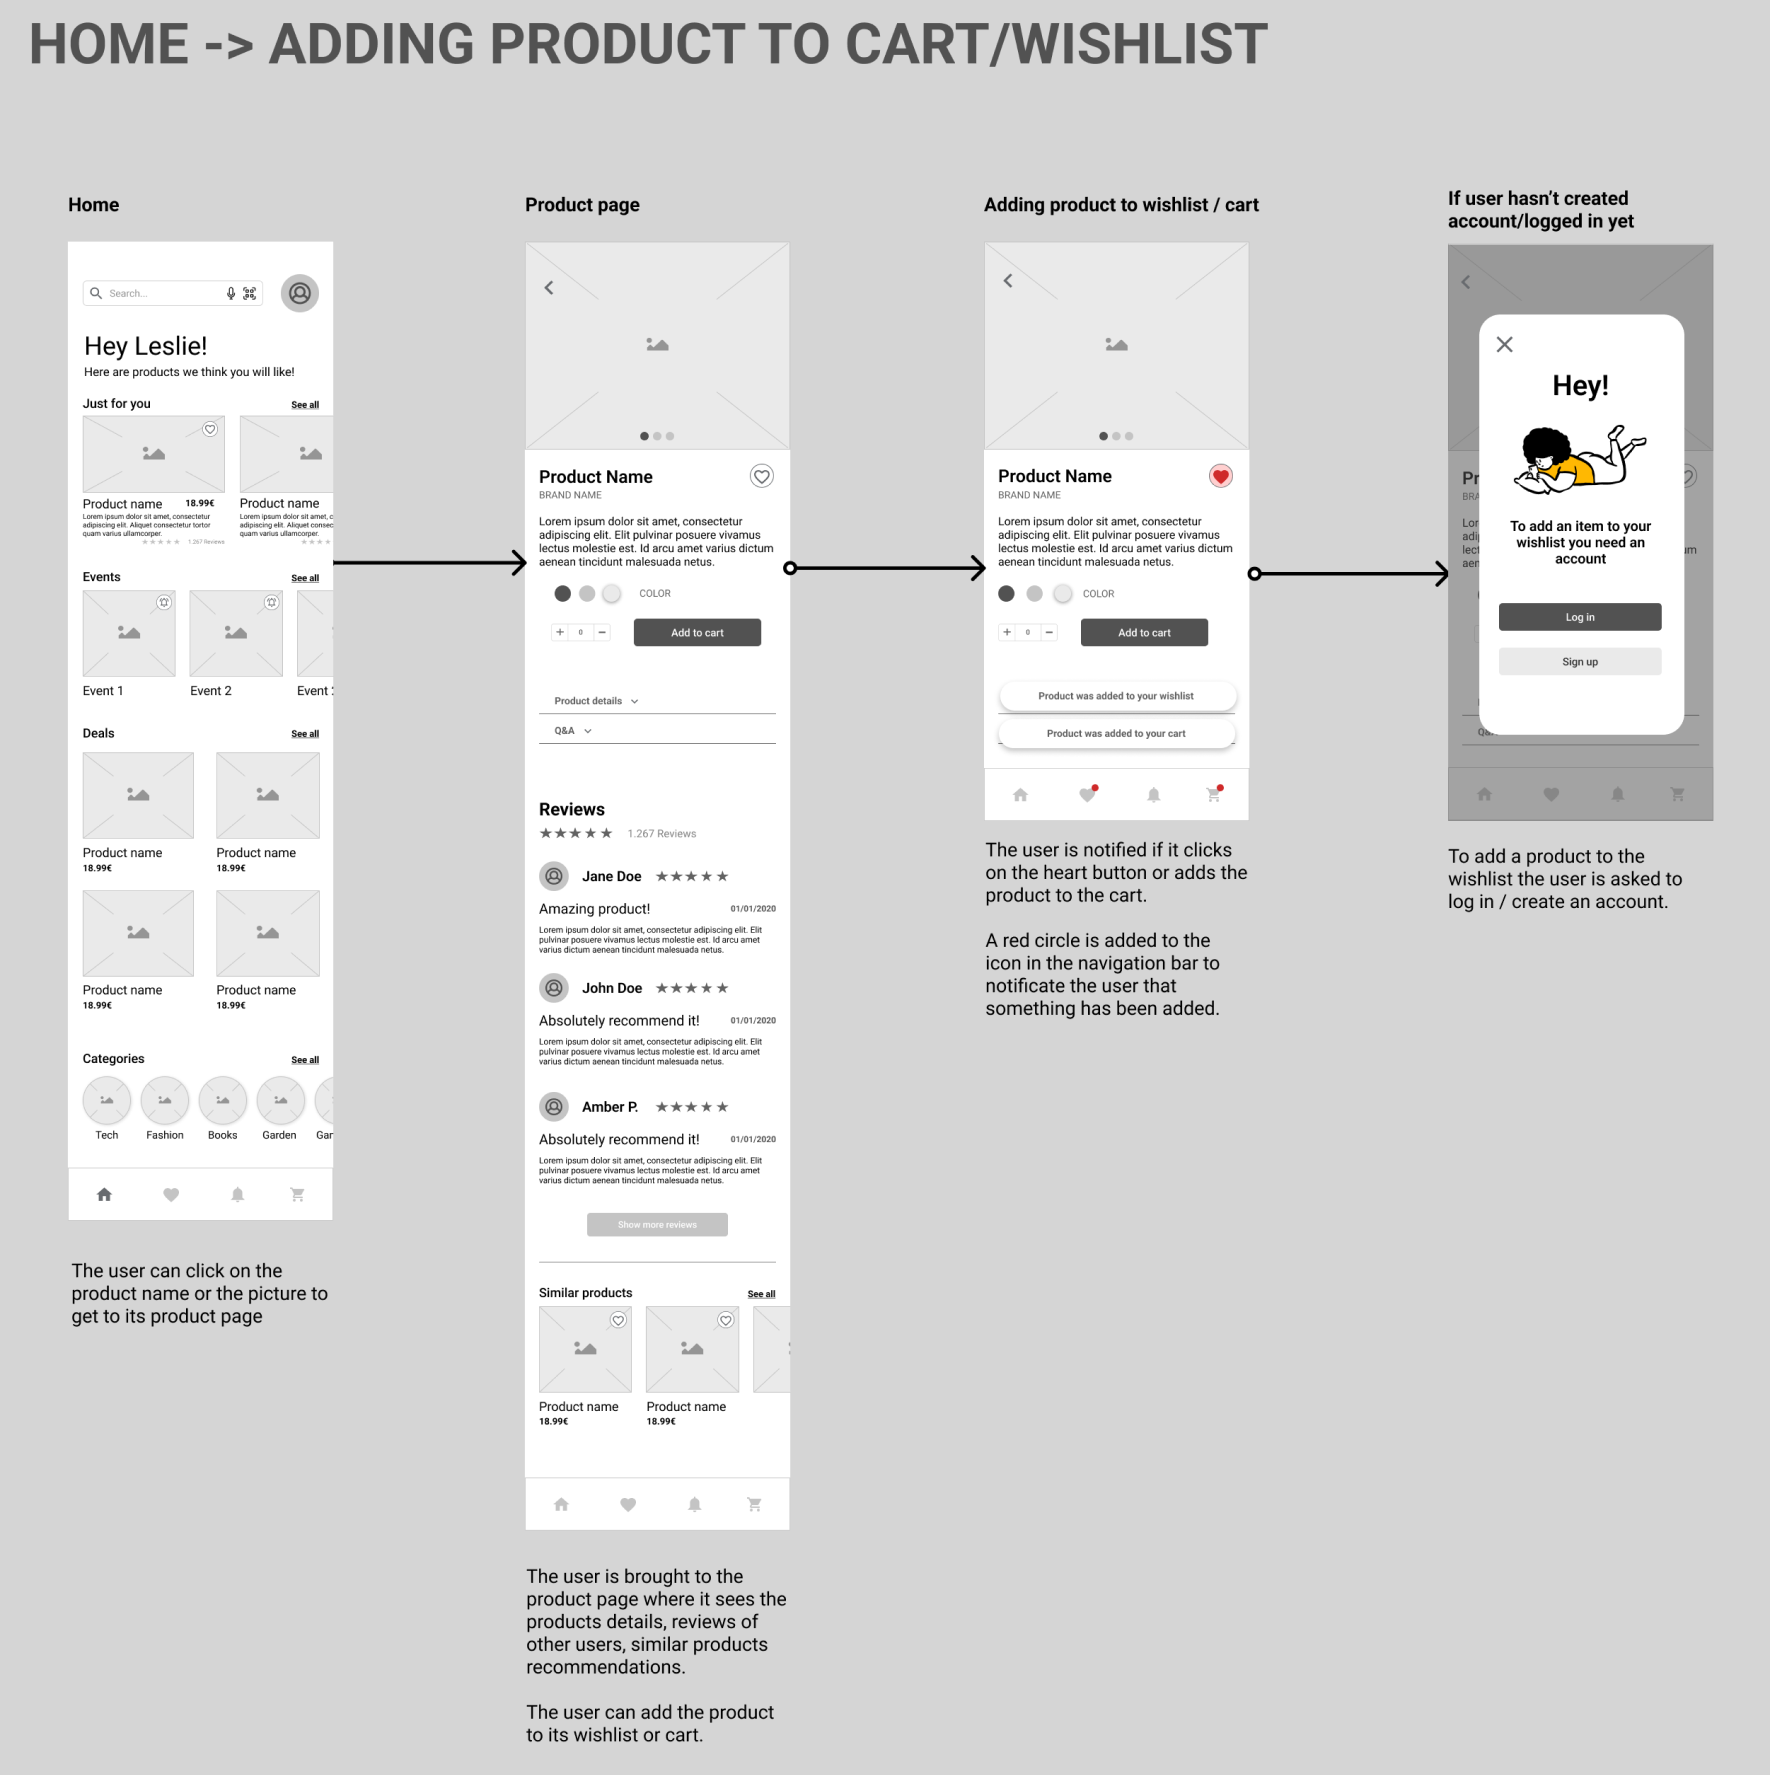 HOME -> ADDING PRODUCT TO CART/WISHLIST
Home
Search...
Hey Leslie!
Here are products we think you will like!
Just for you
See all
Product name
18.99€
Lorem ipsum dolor sit amet, consectetur
adipiscing elit. Aliquet consectetur tortor
quam varius ullamcorper.
1.267 Reviews
Product name
Lorem ipsum dolor sit amet, c
adipiscing elit. Aliquet consec
quam varius ullamcorper.
Events
See all
Event 1
Event 2
Event
Deals
See all
Product name
18.99€
Product name
18.99€
Product name
18.99€
Product name
18.99€
Categories
See all
Tech
Fashion
Books
Garden
Gar
The user can click on the
product name or the picture to
get to its product page
Product page
Product Name
BRAND NAME
Lorem ipsum dolor sit amet, consectetur
adipiscing elit. Elit pulvinar posuere vivamus
lectus molestie est. Id arcu amet varius dictum
aenean tincidunt malesuada netus.
COLOR
+ 0 −
Add to cart
Product details
Q&A
Reviews
1.267 Reviews
Jane Doe
Amazing product!
01/01/2020
Lorem ipsum dolor sit amet, consectetur adipiscing elit. Elit
pulvinar posuere vivamus lectus molestie est. Id arcu amet
varius dictum aenean tincidunt malesuada netus.
John Doe
Absolutely recommend it!
01/01/2020
Lorem ipsum dolor sit amet, consectetur adipiscing elit. Elit
pulvinar posuere vivamus lectus molestie est. Id arcu amet
varius dictum aenean tincidunt malesuada netus.
Amber P.
Absolutely recommend it!
01/01/2020
Lorem ipsum dolor sit amet, consectetur adipiscing elit. Elit
pulvinar posuere vivamus lectus molestie est. Id arcu amet
varius dictum aenean tincidunt malesuada netus.
Show more reviews
Similar products
See all
Product name
18.99€
Product name
18.99€
The user is brought to the
product page where it sees the
products details, reviews of
other users, similar products
recommendations.
The user can add the product
to its wishlist or cart.
Adding product to wishlist / cart
Product Name
BRAND NAME
Lorem ipsum dolor sit amet, consectetur
adipiscing elit. Elit pulvinar posuere vivamus
lectus molestie est. Id arcu amet varius dictum
aenean tincidunt malesuada netus.
COLOR
+ 0 −
Add to cart
Product was added to your wishlist
Product was added to your cart
The user is notified if it clicks
on the heart button or adds the
product to the cart.
A red circle is added to the
icon in the navigation bar to
notificate the user that
something has been added.
If user hasn't created
account/logged in yet
Hey!
To add an item to your
wishlist you need an
account
Log in
Sign up
Pr
BRA
Lor
adip
lect
um
aen
To add a product to the
wishlist the user is asked to
log in / create an account.